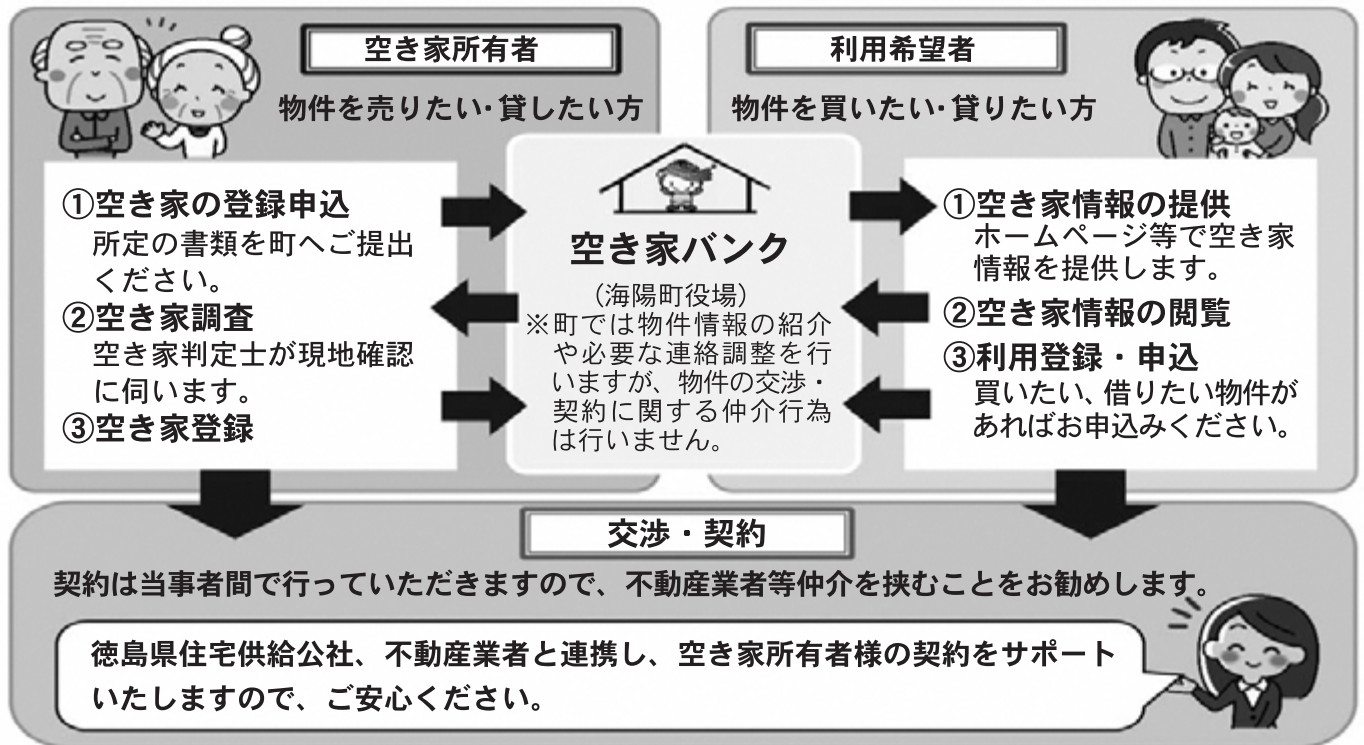 空き家所有者
物件を売りたい・貸したい方
①空き家の登録申込
所定の書類を町へご提出
ください。
②空き家調査
空き家判定士が現地確認
に伺います。
③空き家登録
空き家バンク
（海陽町役場）
※町では物件情報の紹介
や必要な連絡調整を行
いますが、物件の交渉・
契約に関する仲介行為
は行いません。
利用希望者
物件を買いたい・貸りたい方
①空き家情報の提供
ホームページ等で空き家
情報を提供します。
②空き家情報の閲覧
③利用登録・申込
買いたい、借りたい物件が
あればお申込みください。
交渉・契約
契約は当事者間で行っていただきますので、不動産業者等仲介を挟むことをお勧めします。
徳島県住宅供給公社、不動産業者と連携し、空き家所有者様の契約をサポート
いたしますので、ご安心ください。